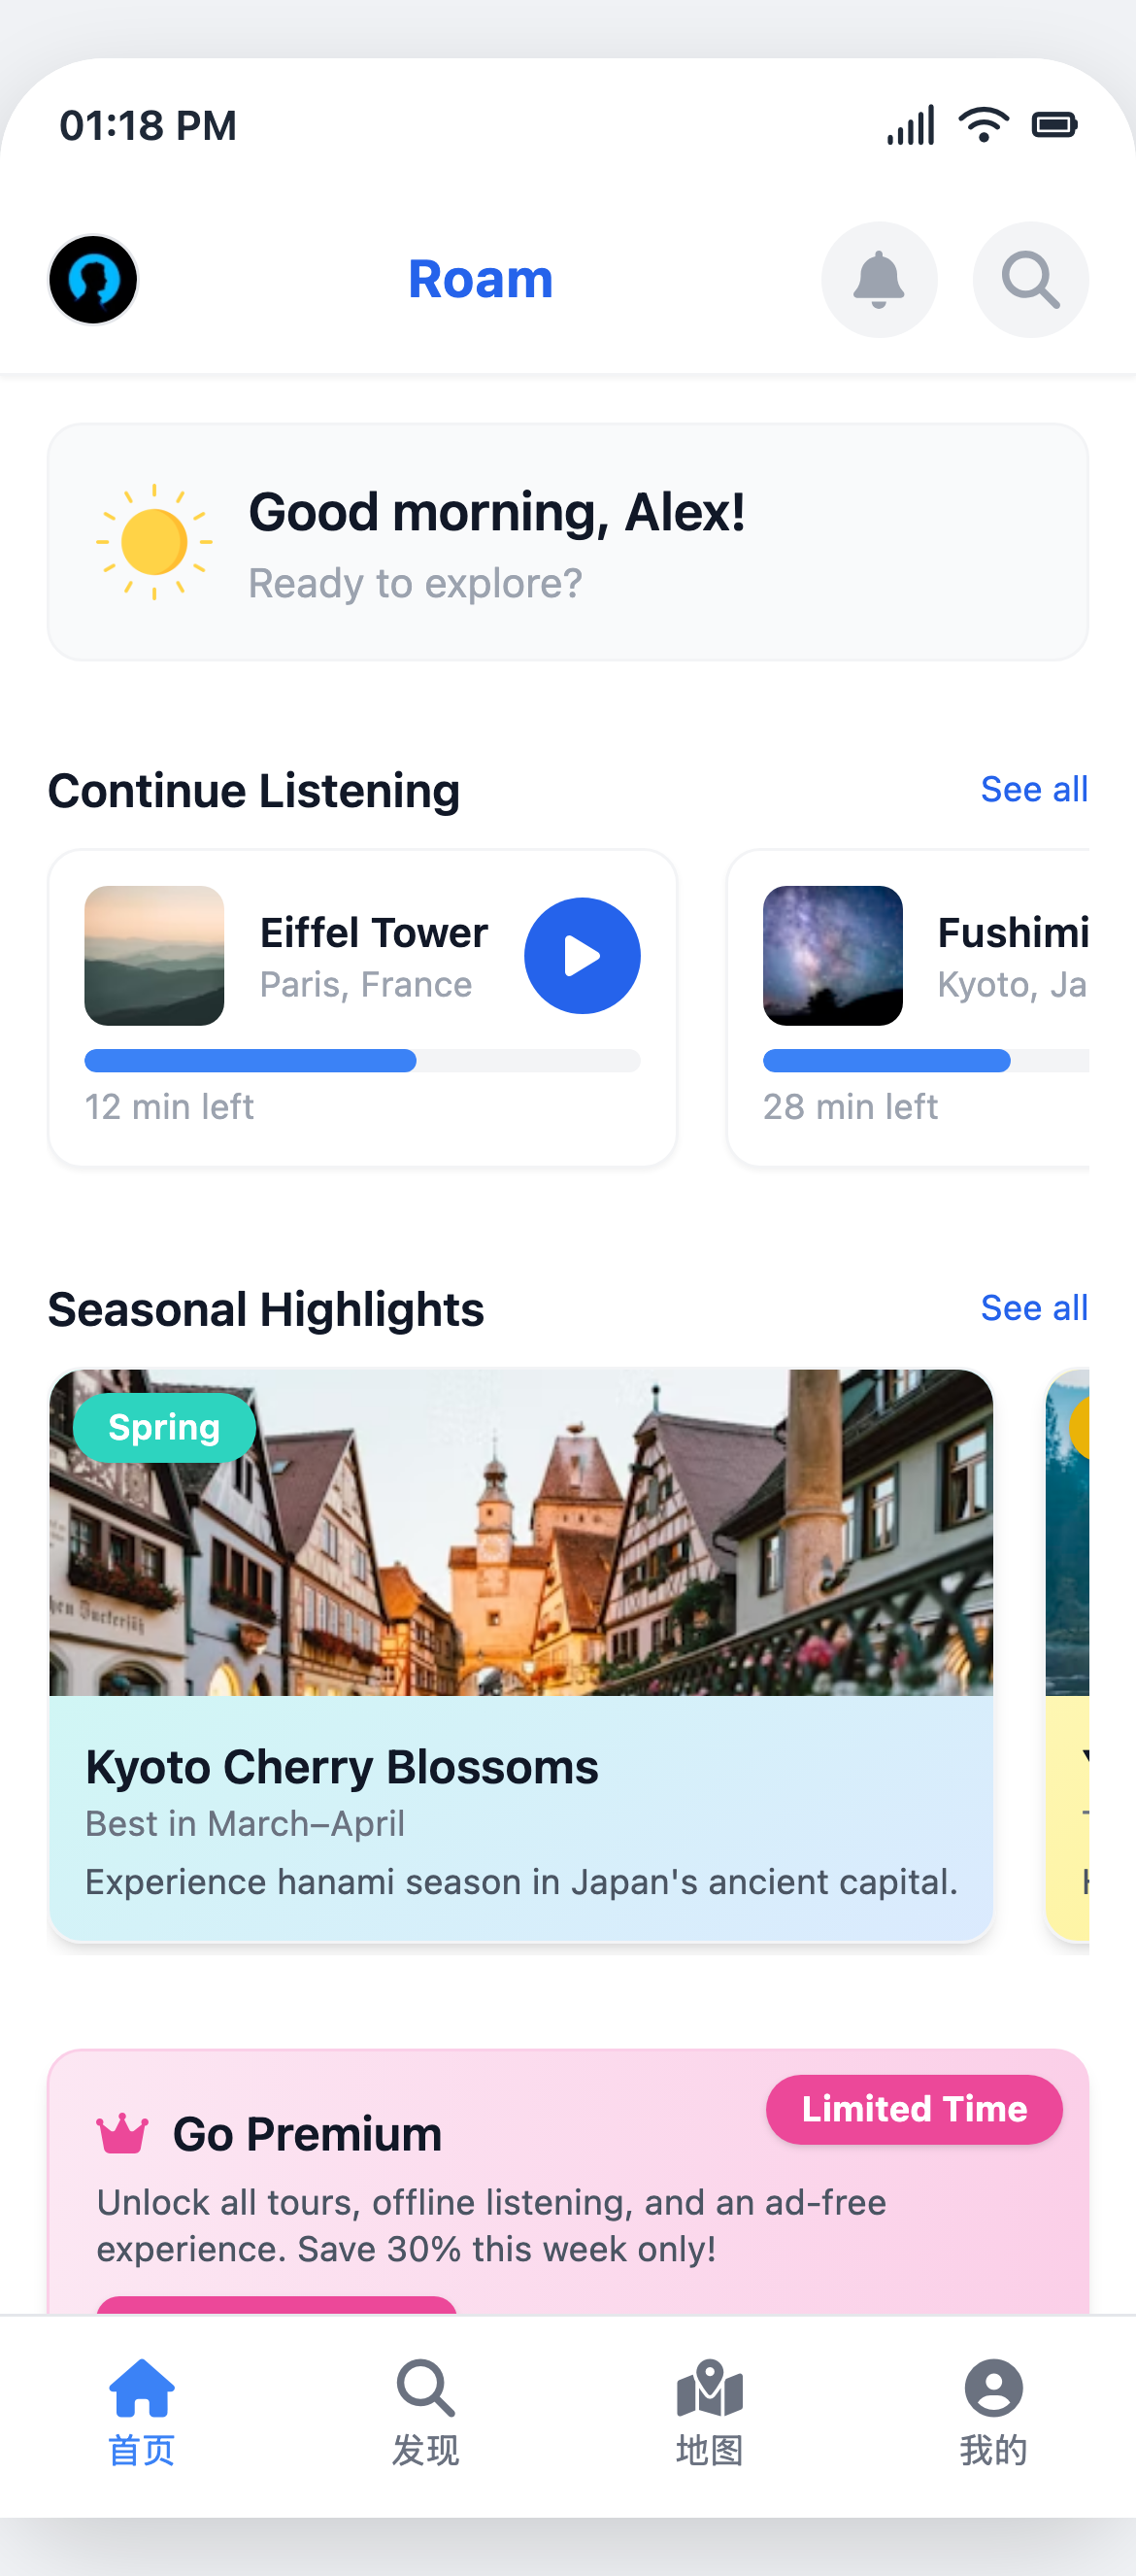 01:18 PM
Roam
Good morning, Alex!
Ready to explore?
Continue Listening
See all
Eiffel Tower
Paris, France
12 min left
Fushimi
Kyoto, Ja
28 min left
Seasonal Highlights
See all
Spring
Kyoto Cherry Blossoms
Best in March–April
Experience hanami season in Japan's ancient capital.
Limited Time
Go Premium
Unlock all tours, offline listening, and an ad-free
experience. Save 30% this week only!
首页
发现
地图
我的